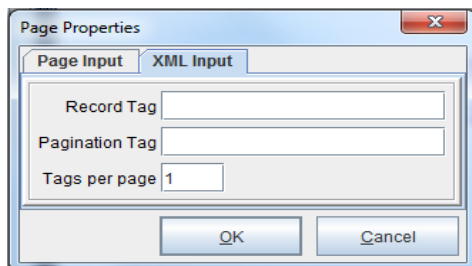 Page Properties
Page Input XML Input
Record Tag
Pagination Tag
Tags per page 1
OK Cancel